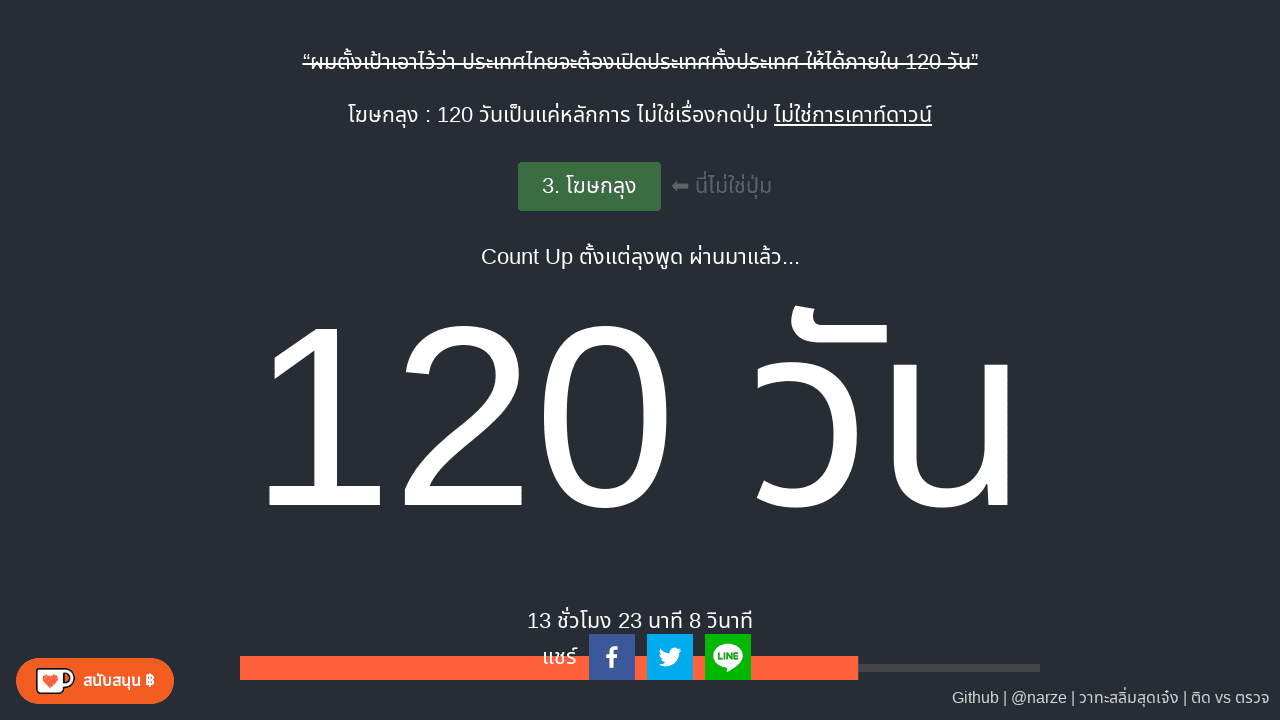 “ผมตั้งเป้าเอาไว้ว่า ประเทศไทยจะต้องเปิดประเทศทั้งประเทศ ให้ได้ภายใน 120 วัน”
โฆษกลุง : 120 วันเป็นแค่หลักการ ไม่ใช่เรื่องกดปุ่ม ไม่ใช่การเคาท์ดาวน์
3. โฆษกลุง ⬅ นี่ไม่ใช่ปุ่ม
Count Up ตั้งแต่ลุงพูด ผ่านมาแล้ว...
120 วัน
13 ชั่วโมง 23 นาที 8 วินาที
แชร์ LINE
สนับสนุน ฿
Github | @narze | วาทะสลิ่มสุดเจ๋ง | ติด vs ตรวจ